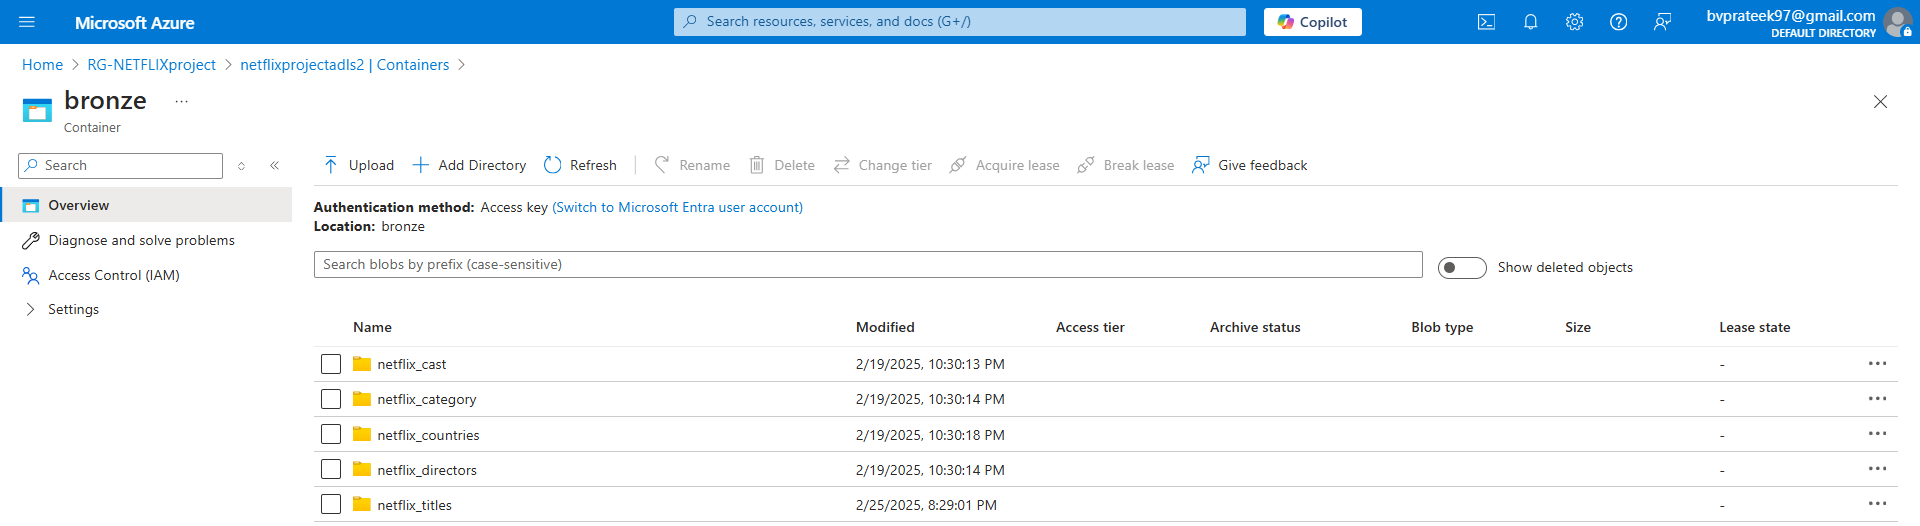 Microsoft Azure
Search resources, services, and docs (G+/)
Copilot
bvprateek97@gmail.com
DEFAULT DIRECTORY
Home > RG-NETFLIXproject > netflixprojectadls2 | Containers >
bronze ...
Container
Search
Overview
Diagnose and solve problems
Access Control (IAM)
Settings
Upload Add Directory Refresh Rename Delete Change tier Acquire lease Break lease Give feedback
Authentication method: Access key (Switch to Microsoft Entra user account)
Location: bronze
Search blobs by prefix (case-sensitive)
Show deleted objects
Name Modified Access tier Archive status Blob type Size Lease state
netflix_cast 2/19/2025, 10:30:13 PM - ...
netflix_category 2/19/2025, 10:30:14 PM - ...
netflix_countries 2/19/2025, 10:30:18 PM - ...
netflix_directors 2/19/2025, 10:30:14 PM - ...
netflix_titles 2/25/2025, 8:29:01 PM - ...